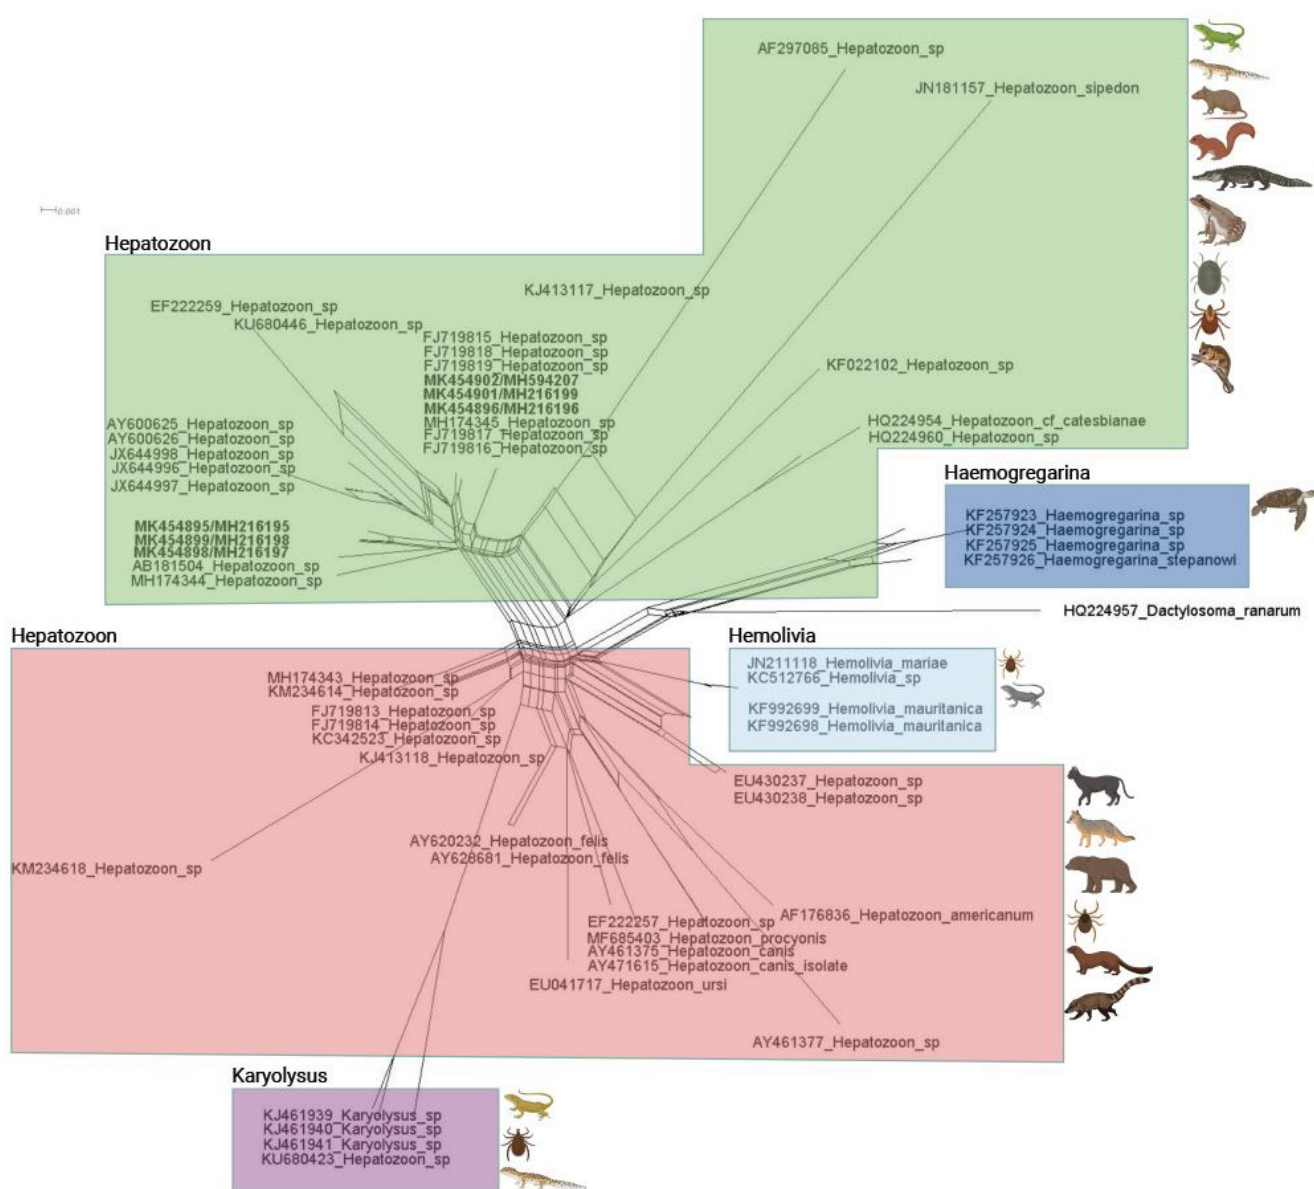 AF297085_Hepatozoon_sp
JN181157_Hepatozoon_sipedon
0.001
Hepatozoon
KJ413117_Hepatozoon_sp
EF222259_Hepatozoon_sp
KU680446_Hepatozoon_sp
FJ719815_Hepatozoon_sp
FJ719818_Hepatozoon_sp
FJ719819_Hepatozoon_sp
MK454902/MH594207
MK454901/MH216199
MK454896/MH216196
MH174345_Hepatozoon_sp
FJ719817_Hepatozoon_sp
FJ719816_Hepatozoon_sp
KF022102_Hepatozoon_sp
HQ224954_Hepatozoon_cf_catesbianae
HQ224960_Hepatozoon_sp
AY600625_Hepatozoon_sp
AY600626_Hepatozoon_sp
JX644998_Hepatozoon_sp
JX644996_Hepatozoon_sp
JX644997_Hepatozoon_sp
MK454895/MH216195
MK454899/MH216198
MK454898/MH216197
AB181504_Hepatozoon_sp
MH174344_Hepatozoon_sp
Haemogregarina
KF257923_Haemogregarina_sp
KF257924_Haemogregarina_sp
KF257925_Haemogregarina_sp
KF257926_Haemogregarina_stepanowi
HQ224957_Dactylosoma_ranarum
Hepatozoon
Hemolivia
JN211118_Hemolivia_mariae
KC512766_Hemolivia_sp
KF992699_Hemolivia_mauritanica
KF992698_Hemolivia_mauritanica
MH174343_Hepatozoon_sp
KM234614_Hepatozoon_sp
FJ719813_Hepatozoon_sp
FJ719814_Hepatozoon_sp
KC342523_Hepatozoon_sp
KJ413118_Hepatozoon_sp
EU430237_Hepatozoon_sp
EU430238_Hepatozoon_sp
AY620232_Hepatozoon_felis
AY628681_Hepatozoon_felis
KM234618_Hepatozoon_sp
AF176836_Hepatozoon_americanum
EF222257_Hepatozoon_sp
MF685403_Hepatozoon_procyonis
AY461375_Hepatozoon_canis
AY471615_Hepatozoon_canis_isolate
EU041717_Hepatozoon_ursi
AY461377_Hepatozoon_sp
Karyolysus
KJ461939_Karyolysus_sp
KJ461940_Karyolysus_sp
KJ461941_Karyolysus_sp
KU680423_Hepatozoon_sp